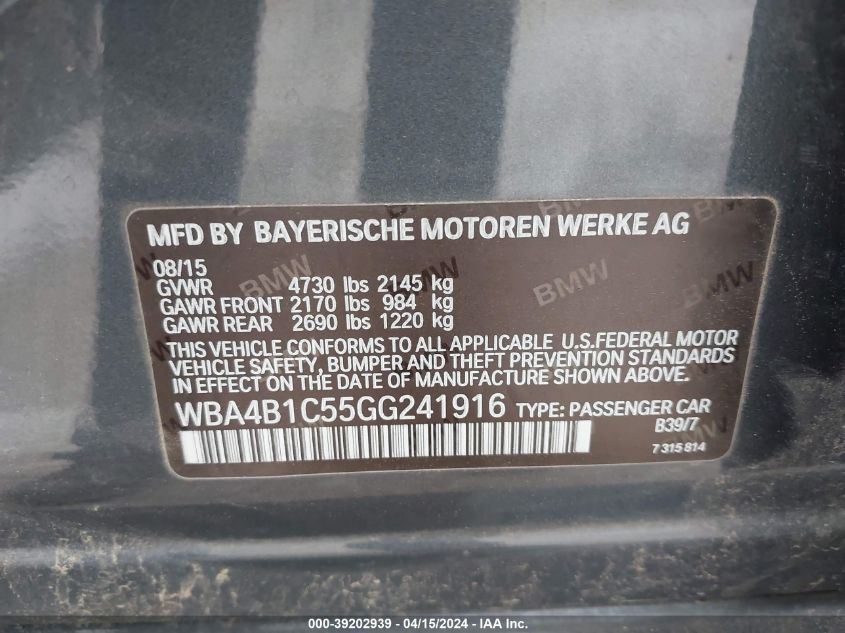 MFD BY BAYERISCHE MOTOREN WERKE AG
08/15
GVWR 4730 lbs 2145 kg
GAWR FRONT 2170 lbs 984 kg
GAWR REAR 2690 lbs 1220 kg
THIS VEHICLE CONFORMS TO ALL APPLICABLE U.S.FEDERAL MOTOR
VEHICLE SAFETY, BUMPER AND THEFT PREVENTION STANDARDS
IN EFFECT ON THE DATE OF MANUFACTURE SHOWN ABOVE.
WBA4B1C55GG241916 TYPE: PASSENGER CAR
B39/7
7 315 814
BMW
BMW
BMW
000-39202939 - 04/15/2024 - IAA Inc.